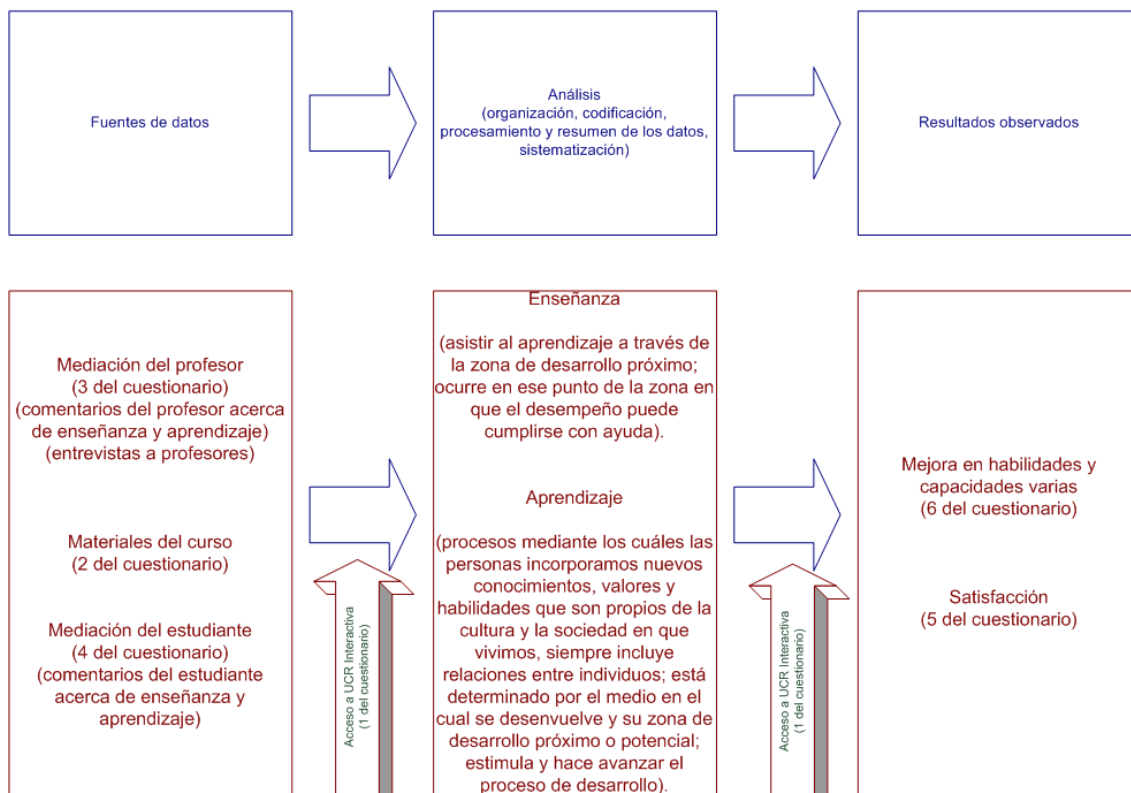 Fuentes de datos
Análisis
(organización, codificación,
procesamiento y resumen de los datos,
sistematización)
Resultados observados
Mediación del profesor
(3 del cuestionario)
(comentarios del profesor acerca
de enseñanza y aprendizaje)
(entrevistas a profesores)
Materiales del curso
(2 del cuestionario)
Mediación del estudiante
(4 del cuestionario)
(comentarios del estudiante
acerca de enseñanza y
aprendizaje)
Acceso a UCR Interactiva
(1 del cuestionario)
Enseñanza
(asistir al aprendizaje a través de
la zona de desarrollo próximo;
ocurre en ese punto de la zona en
que el desempeño puede
cumplirse con ayuda).
Aprendizaje
(procesos mediante los cuáles las
personas incorporamos nuevos
conocimientos, valores y
habilidades que son propios de la
cultura y la sociedad en que
vivimos, siempre incluye
relaciones entre individuos; está
determinado por el medio en el
cual se desenvuelve y su zona de
desarrollo próximo o potencial;
estimula y hace avanzar el
proceso de desarrollo).
Acceso a UCR Interactiva
(1 del cuestionario)
Mejora en habilidades y
capacidades varias
(6 del cuestionario)
Satisfacción
(5 del cuestionario)